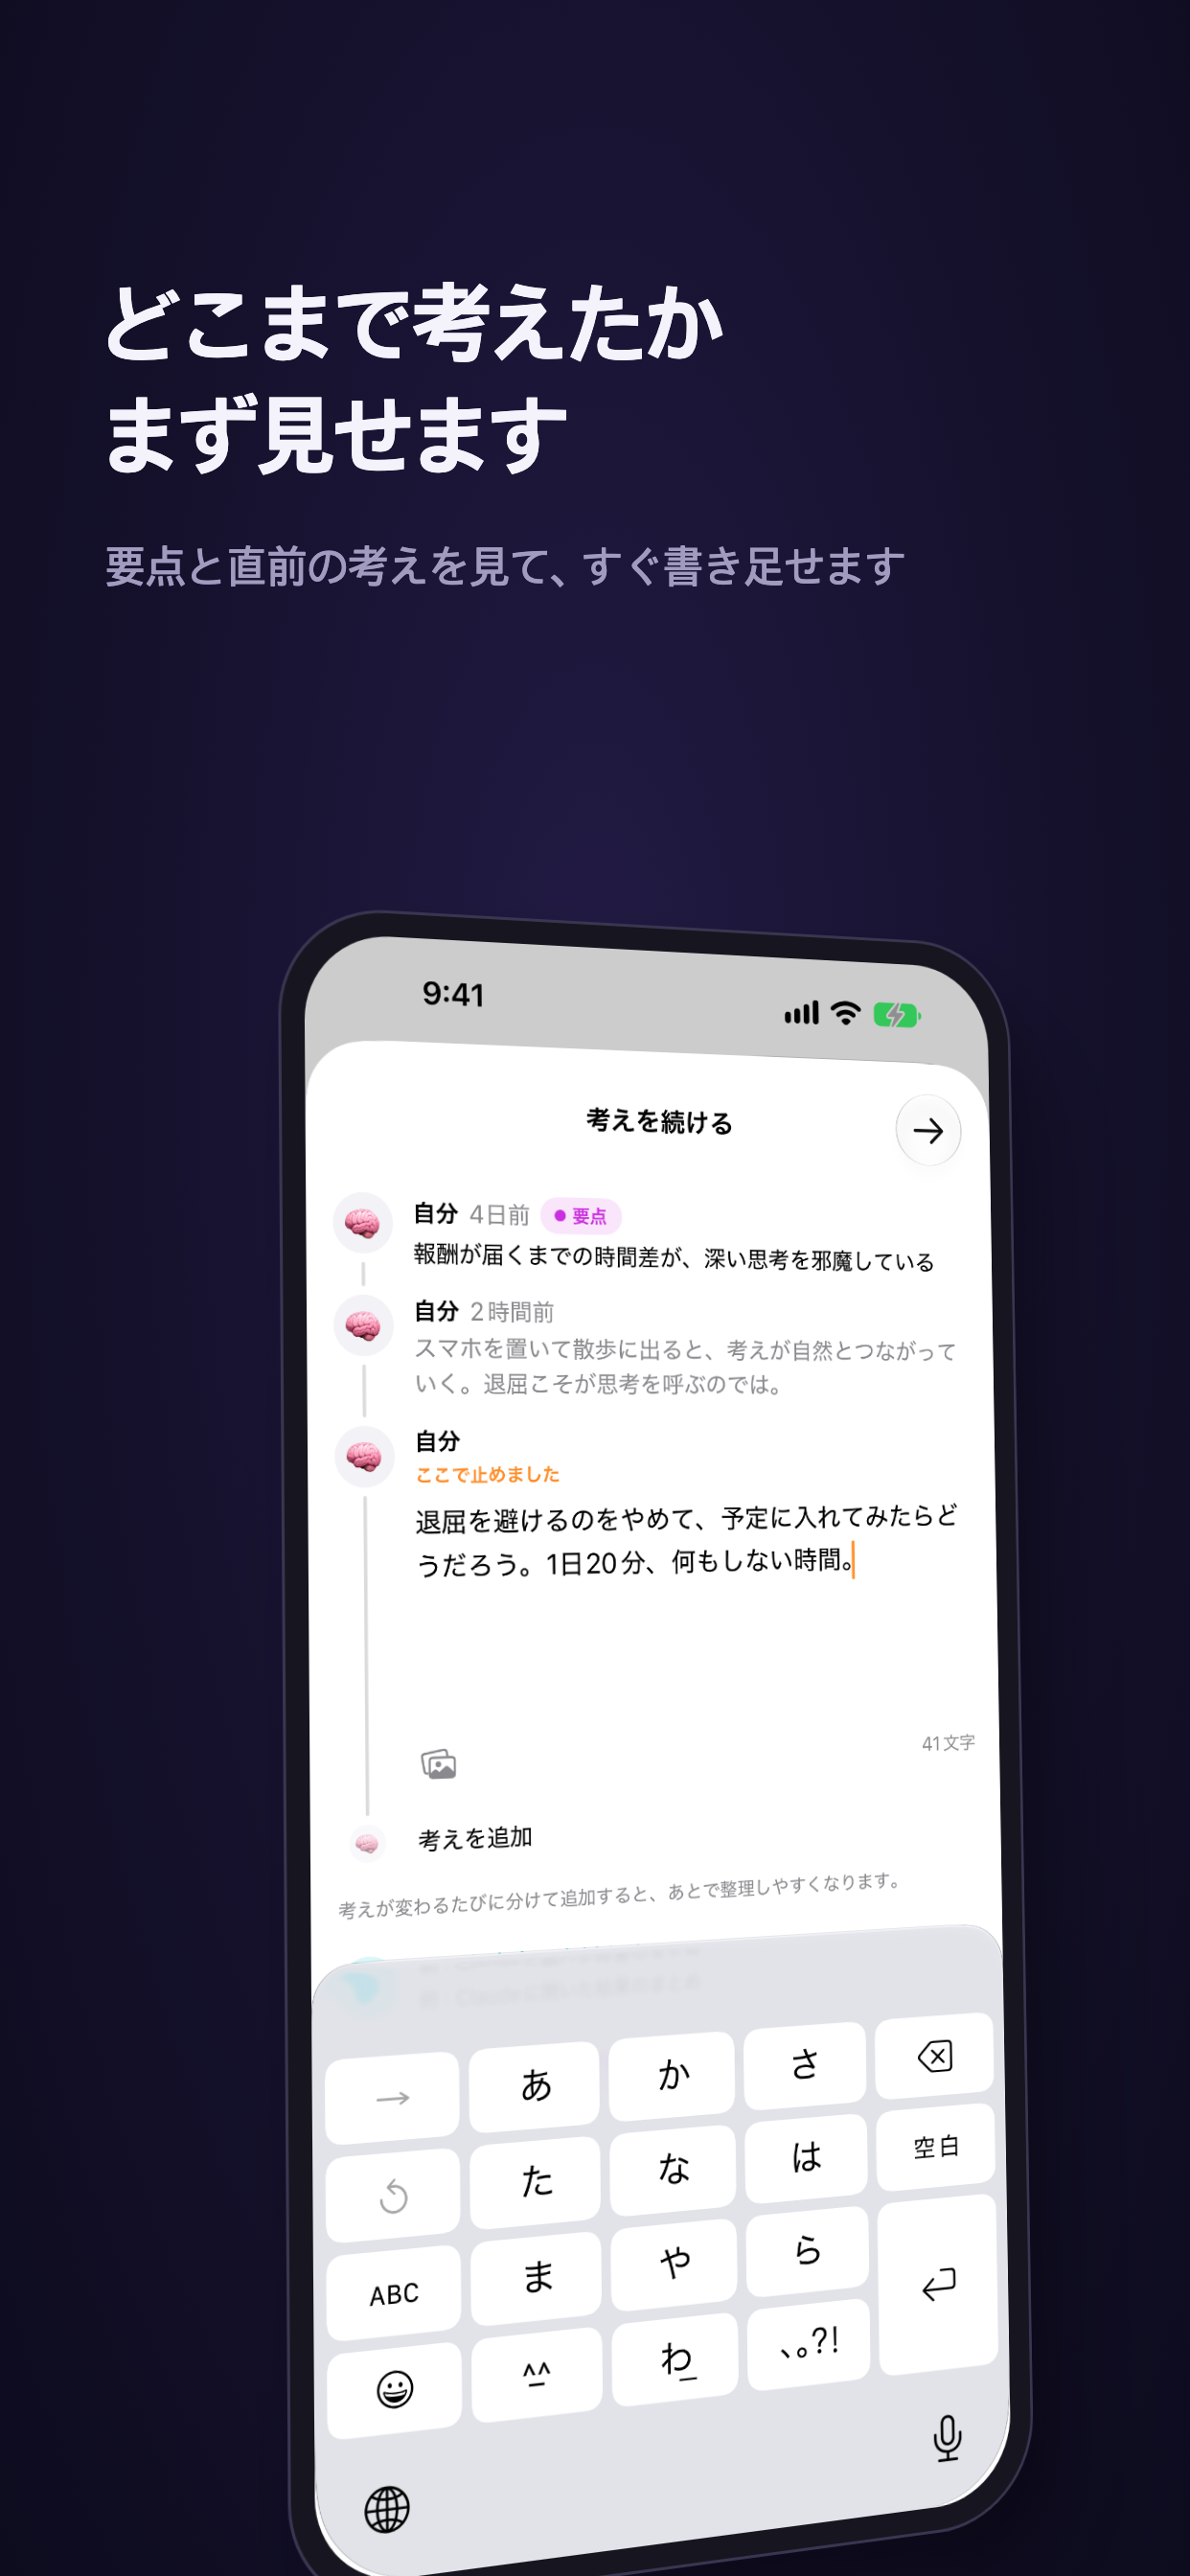 どこまで考えたか
まず見せます
要点と直前の考えを見て、すぐ書き足せます
9:41
考えを続ける
自分 4日前 要点
報酬が届くまでの時間差が、深い思考を邪魔している
自分 2時間前
スマホを置いて散歩に出ると、考えが自然とつながって
いく。退屈こそが思考を呼ぶのでは。
自分
ここで止めました
退屈を避けるのをやめて、予定に入れてみたらど
うだろう。1日20分、何もしない時間。
41文字
考えを追加
考えが変わるたびに分けて追加すると、あとで整理しやすくなります。
→ あ か さ
た な は 空白
ABC ま や ら
^^ わ 、。?!